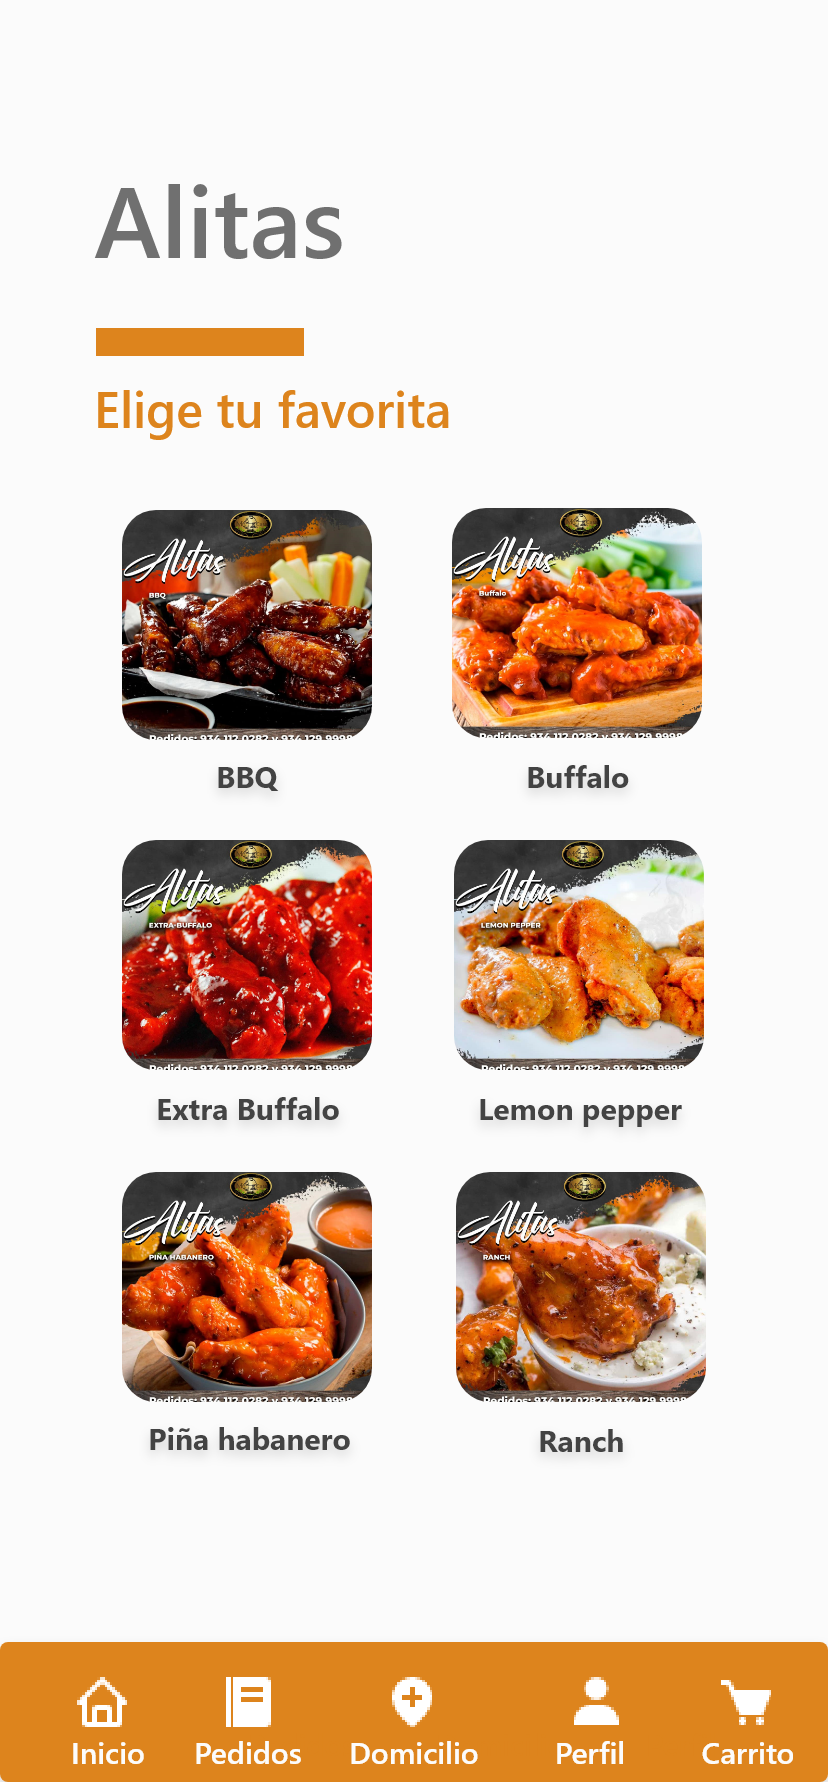 Alitas
Elige tu favorita
Alitas
BBQ
Pedidos: 934 112 0282 y 934 129 9998
BBQ
Alitas
Buffalo
Pedidos: 934 112 0282 y 934 129 9998
Buffalo
Alitas
EXTRA-BUFFALO
Pedidos: 934 112 0282 y 934 129 9998
Extra Buffalo
Alitas
LEMON PEPPER
Pedidos: 934 112 0282 y 934 129 9998
Lemon pepper
Alitas
PIÑA HABANERO
Pedidos: 934 112 0282 y 934 129 9998
Piña habanero
Alitas
RANCH
Pedidos: 934 112 0282 y 934 129 9998
Ranch
Inicio Pedidos Domicilio Perfil Carrito